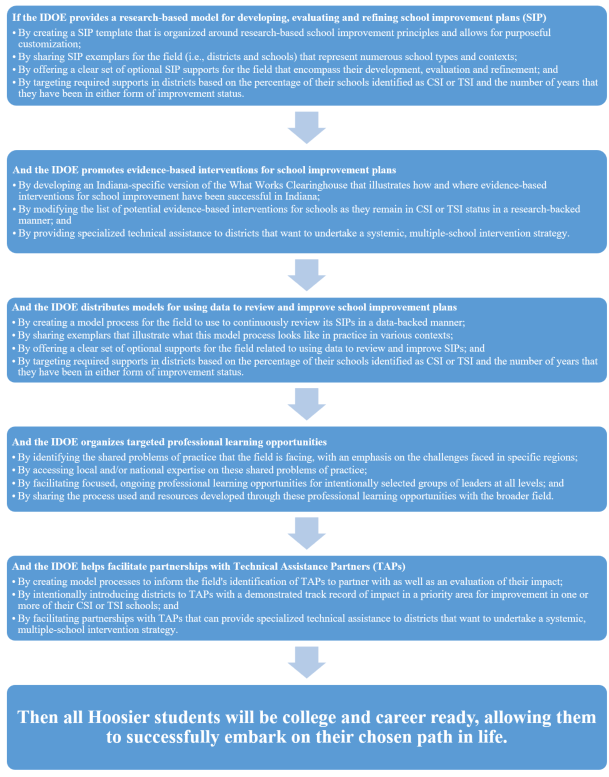 If the IDOE provides a research-based model for developing, evaluating and refining school improvement plans (SIP)
• By creating a SIP template that is organized around research-based school improvement principles and allows for purposeful
customization;
• By sharing SIP exemplars for the field (i.e., districts and schools) that represent numerous school types and contexts;
• By offering a clear set of optional SIP supports for the field that encompass their development, evaluation and refinement; and
• By targeting required supports in districts based on the percentage of their schools identified as CSI or TSI and the number of years that
they have been in either form of improvement status.
And the IDOE promotes evidence-based interventions for school improvement plans
• By developing an Indiana-specific version of the What Works Clearinghouse that illustrates how and where evidence-based
interventions for school improvement have been successful in Indiana;
• By modifying the list of potential evidence-based interventions for schools as they remain in CSI or TSI status in a research-backed
manner; and
• By providing specialized technical assistance to districts that want to undertake a systemic, multiple-school intervention strategy.
And the IDOE distributes models for using data to review and improve school improvement plans
• By creating a model process for the field to use to continuously review its SIPs in a data-backed manner;
• By sharing exemplars that illustrate what this model process looks like in practice in various contexts;
• By offering a clear set of optional supports for the field related to using data to review and improve SIPs; and
• By targeting required supports in districts based on the percentage of their schools identified as CSI or TSI and the number of years that
they have been in either form of improvement status.
And the IDOE organizes targeted professional learning opportunities
• By identifying the shared problems of practice that the field is facing, with an emphasis on the challenges faced in specific regions;
• By accessing local and/or national expertise on these shared problems of practice;
• By facilitating focused, ongoing professional learning opportunities for intentionally selected groups of leaders at all levels; and
• By sharing the process used and resources developed through these professional learning opportunities with the broader field.
And the IDOE helps facilitate partnerships with Technical Assistance Partners (TAPs)
• By creating model processes to inform the field's identification of TAPs to partner with as well as an evaluation of their impact;
• By intentionally introducing districts to TAPs with a demonstrated track record of impact in a priority area for improvement in one or
more of their CSI or TSI schools; and
• By facilitating partnerships with TAPs that can provide specialized technical assistance to districts that want to undertake a systemic,
multiple-school intervention strategy.
Then all Hoosier students will be college and career ready, allowing them
to successfully embark on their chosen path in life.